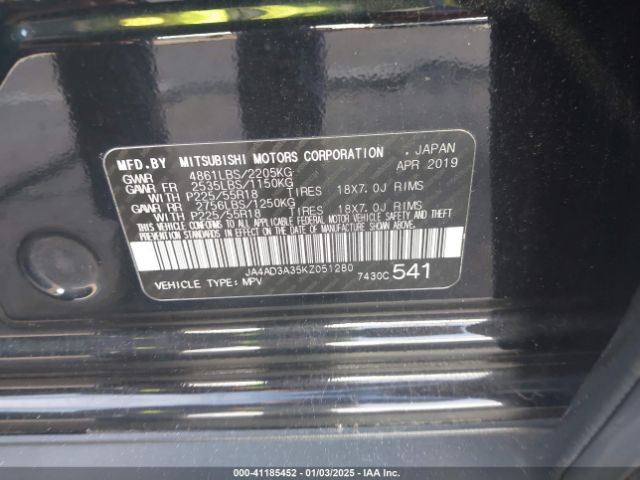 MFD.BY MITSUBISHI MOTORS CORPORATION . JAPAN
GVWR 4861LBS/2205KG APR 2019
GAWR FR 2535LBS/1150KG
WITH P225/55R18 TIRES 18X7.0J RIMS
GAWR RR 2756LBS/1250KG
WITH P225/55R18 TIRES 18X7.0J RIMS
THIS VEHICLE CONFORMS TO ALL APPLICABLE FEDERAL MOTOR VEHICLE SAFETY AND THEFT
PREVENTION STANDARDS IN EFFECT ON THE DATE OF MANUFACTURE SHOWN ABOVE.
JA4AD3A35KZ051280
VEHICLE TYPE: MPV 7430C 541
000-41185452 - 01/03/2025 - IAA, LLC